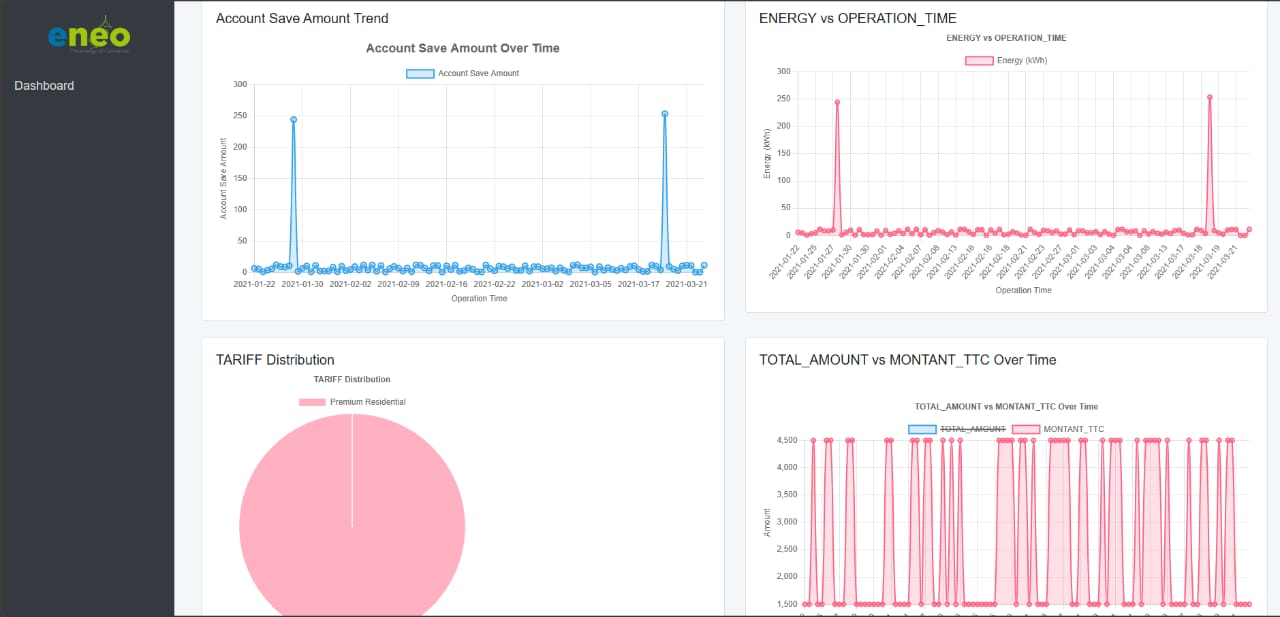 eneo
Dashboard
Account Save Amount Trend
Account Save Amount Over Time
Account Save Amount
300
250
200
150
100
50
0
Account Save Amount
2021-01-22 2021-01-30 2021-02-02 2021-02-09 2021-02-16 2021-02-22 2021-03-02 2021-03-05 2021-03-17 2021-03-21
Operation Time
ENERGY vs OPERATION_TIME
ENERGY vs OPERATION_TIME
Energy (kWh)
300
250
200
150
100
50
0
Energy (kWh)
2021-01-22 2021-01-25 2021-01-27 2021-01-30 2021-01-30 2021-02-01 2021-02-04 2021-02-07 2021-02-08 2021-02-13 2021-02-16 2021-02-16 2021-02-18 2021-02-21 2021-02-23 2021-02-27 2021-03-01 2021-03-03 2021-03-04 2021-03-04 2021-03-08 2021-03-13 2021-03-17 2021-03-18 2021-03-19 2021-03-21
Operation Time
TARIFF Distribution
TARIFF Distribution
Premium Residential
TOTAL_AMOUNT vs MONTANT_TTC Over Time
TOTAL_AMOUNT vs MONTANT_TTC Over Time
TOTAL_AMOUNT MONTANT_TTC
4,500
4,000
3,500
3,000
2,500
2,000
1,500
Amount